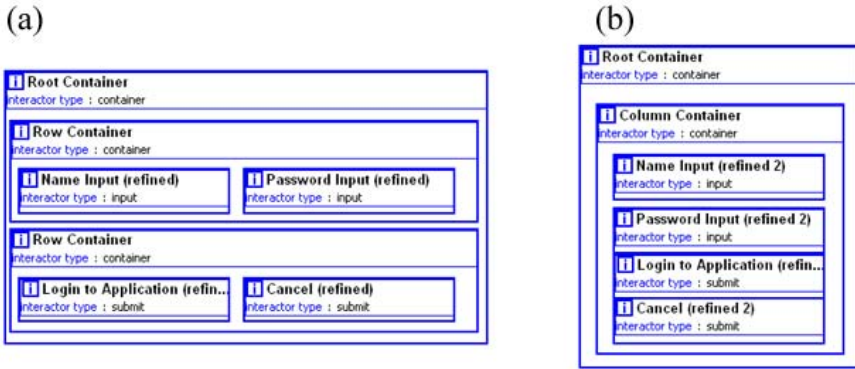 (a)
i Root Container
interactor type : container
i Row Container
interactor type : container
i Name Input (refined)
interactor type : input
i Password Input (refined)
interactor type : input
i Row Container
interactor type : container
i Login to Application (refin...
interactor type : submit
i Cancel (refined)
interactor type : submit
(b)
i Root Container
interactor type : container
i Column Container
interactor type : container
i Name Input (refined 2)
interactor type : input
i Password Input (refined 2)
interactor type : input
i Login to Application (refin...
interactor type : submit
i Cancel (refined 2)
interactor type : submit